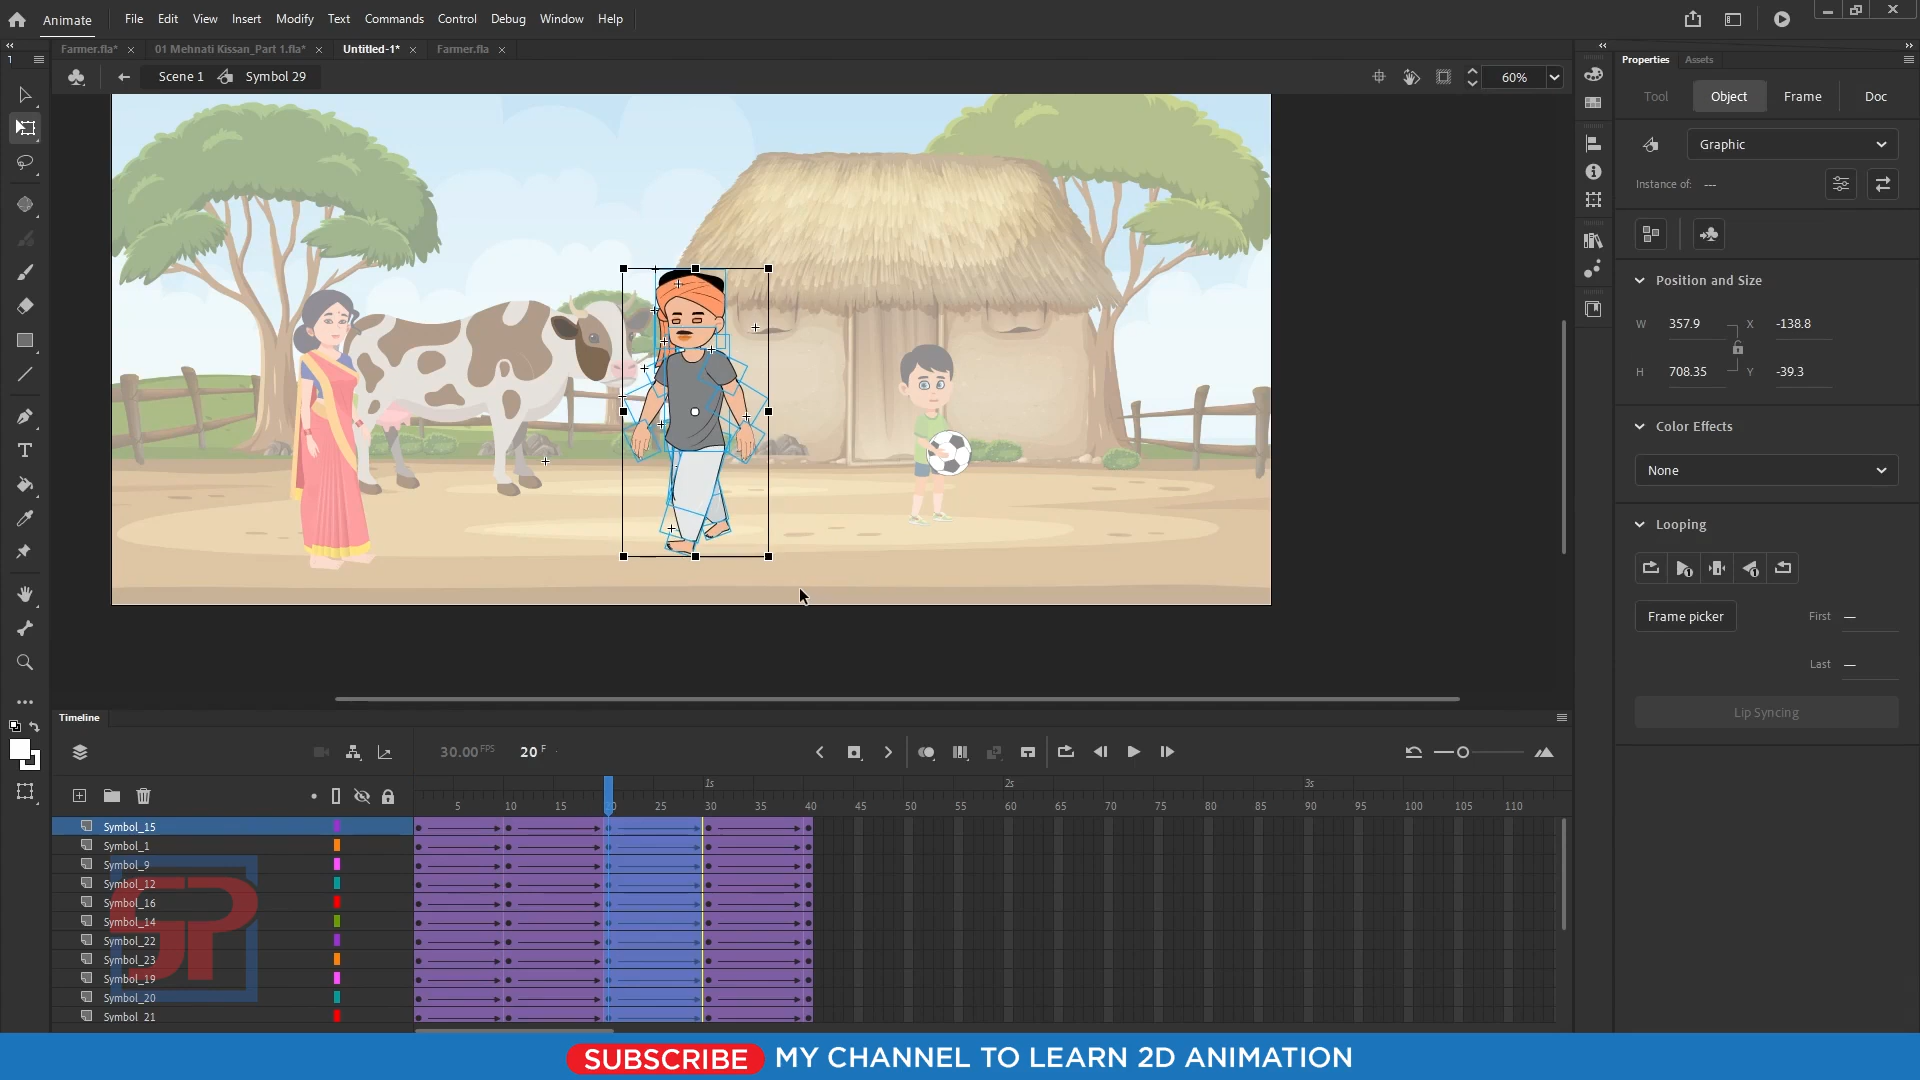 Animate File Edit View Insert Modify Text Commands Control Debug Window Help
Farmer.fla* 01 Mehnati Kissan_Part 1.fla* Untitled-1* Farmer.fla
Scene 1 Symbol 29 60%
Properties Assets
Tool Object Frame Doc
Graphic
Instance of: ---
Position and Size
W 357.9 X -138.8
H 708.35 Y -39.3
Color Effects
None
Looping
Frame picker First —
Last —
Lip Syncing
Timeline
30.00 FPS 20 F
1s 2s 3s
5 10 15 20 25 30 35 40 45 50 55 60 65 70 75 80 85 90 95 100 105 110
Symbol_15
Symbol_1
Symbol_9
Symbol_12
Symbol_16
Symbol_14
Symbol_22
Symbol_23
Symbol_19
Symbol_20
Symbol_21
SUBSCRIBE MY CHANNEL TO LEARN 2D ANIMATION